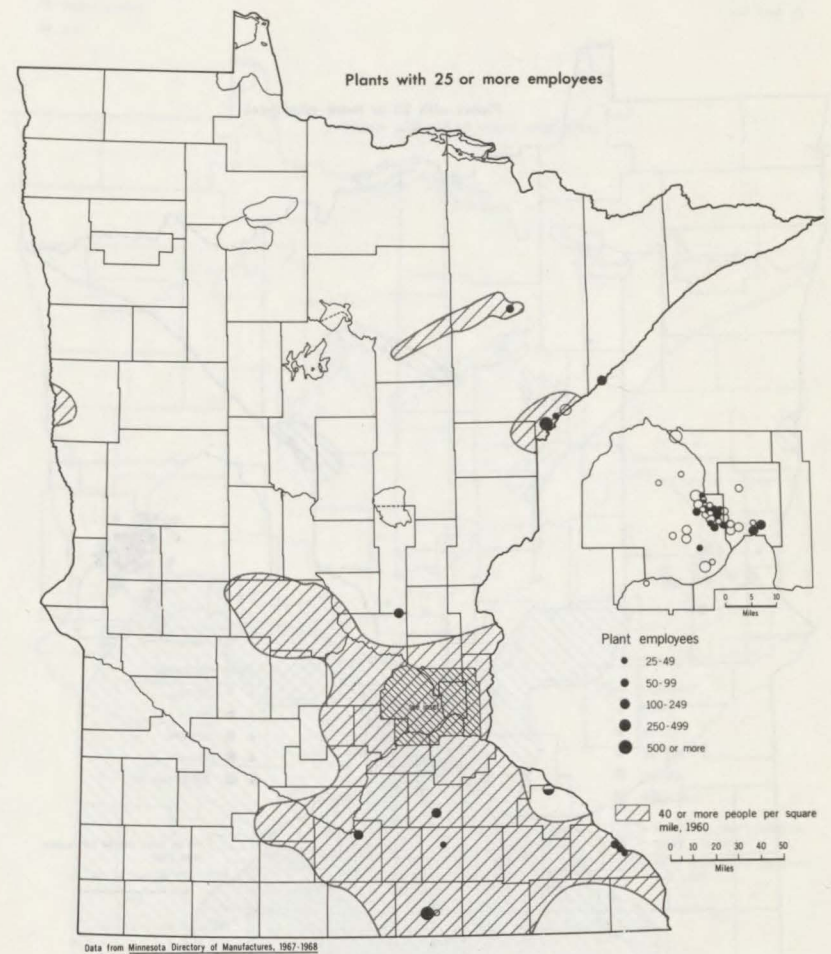 Plants with 25 or more employees
see inset
0 5 10
Miles
Plant employees
25-49
50-99
100-249
250-499
500 or more
40 or more people per square
mile, 1960
0 10 20 30 40 50
Miles
Data from Minnesota Directory of Manufactures, 1967-1968